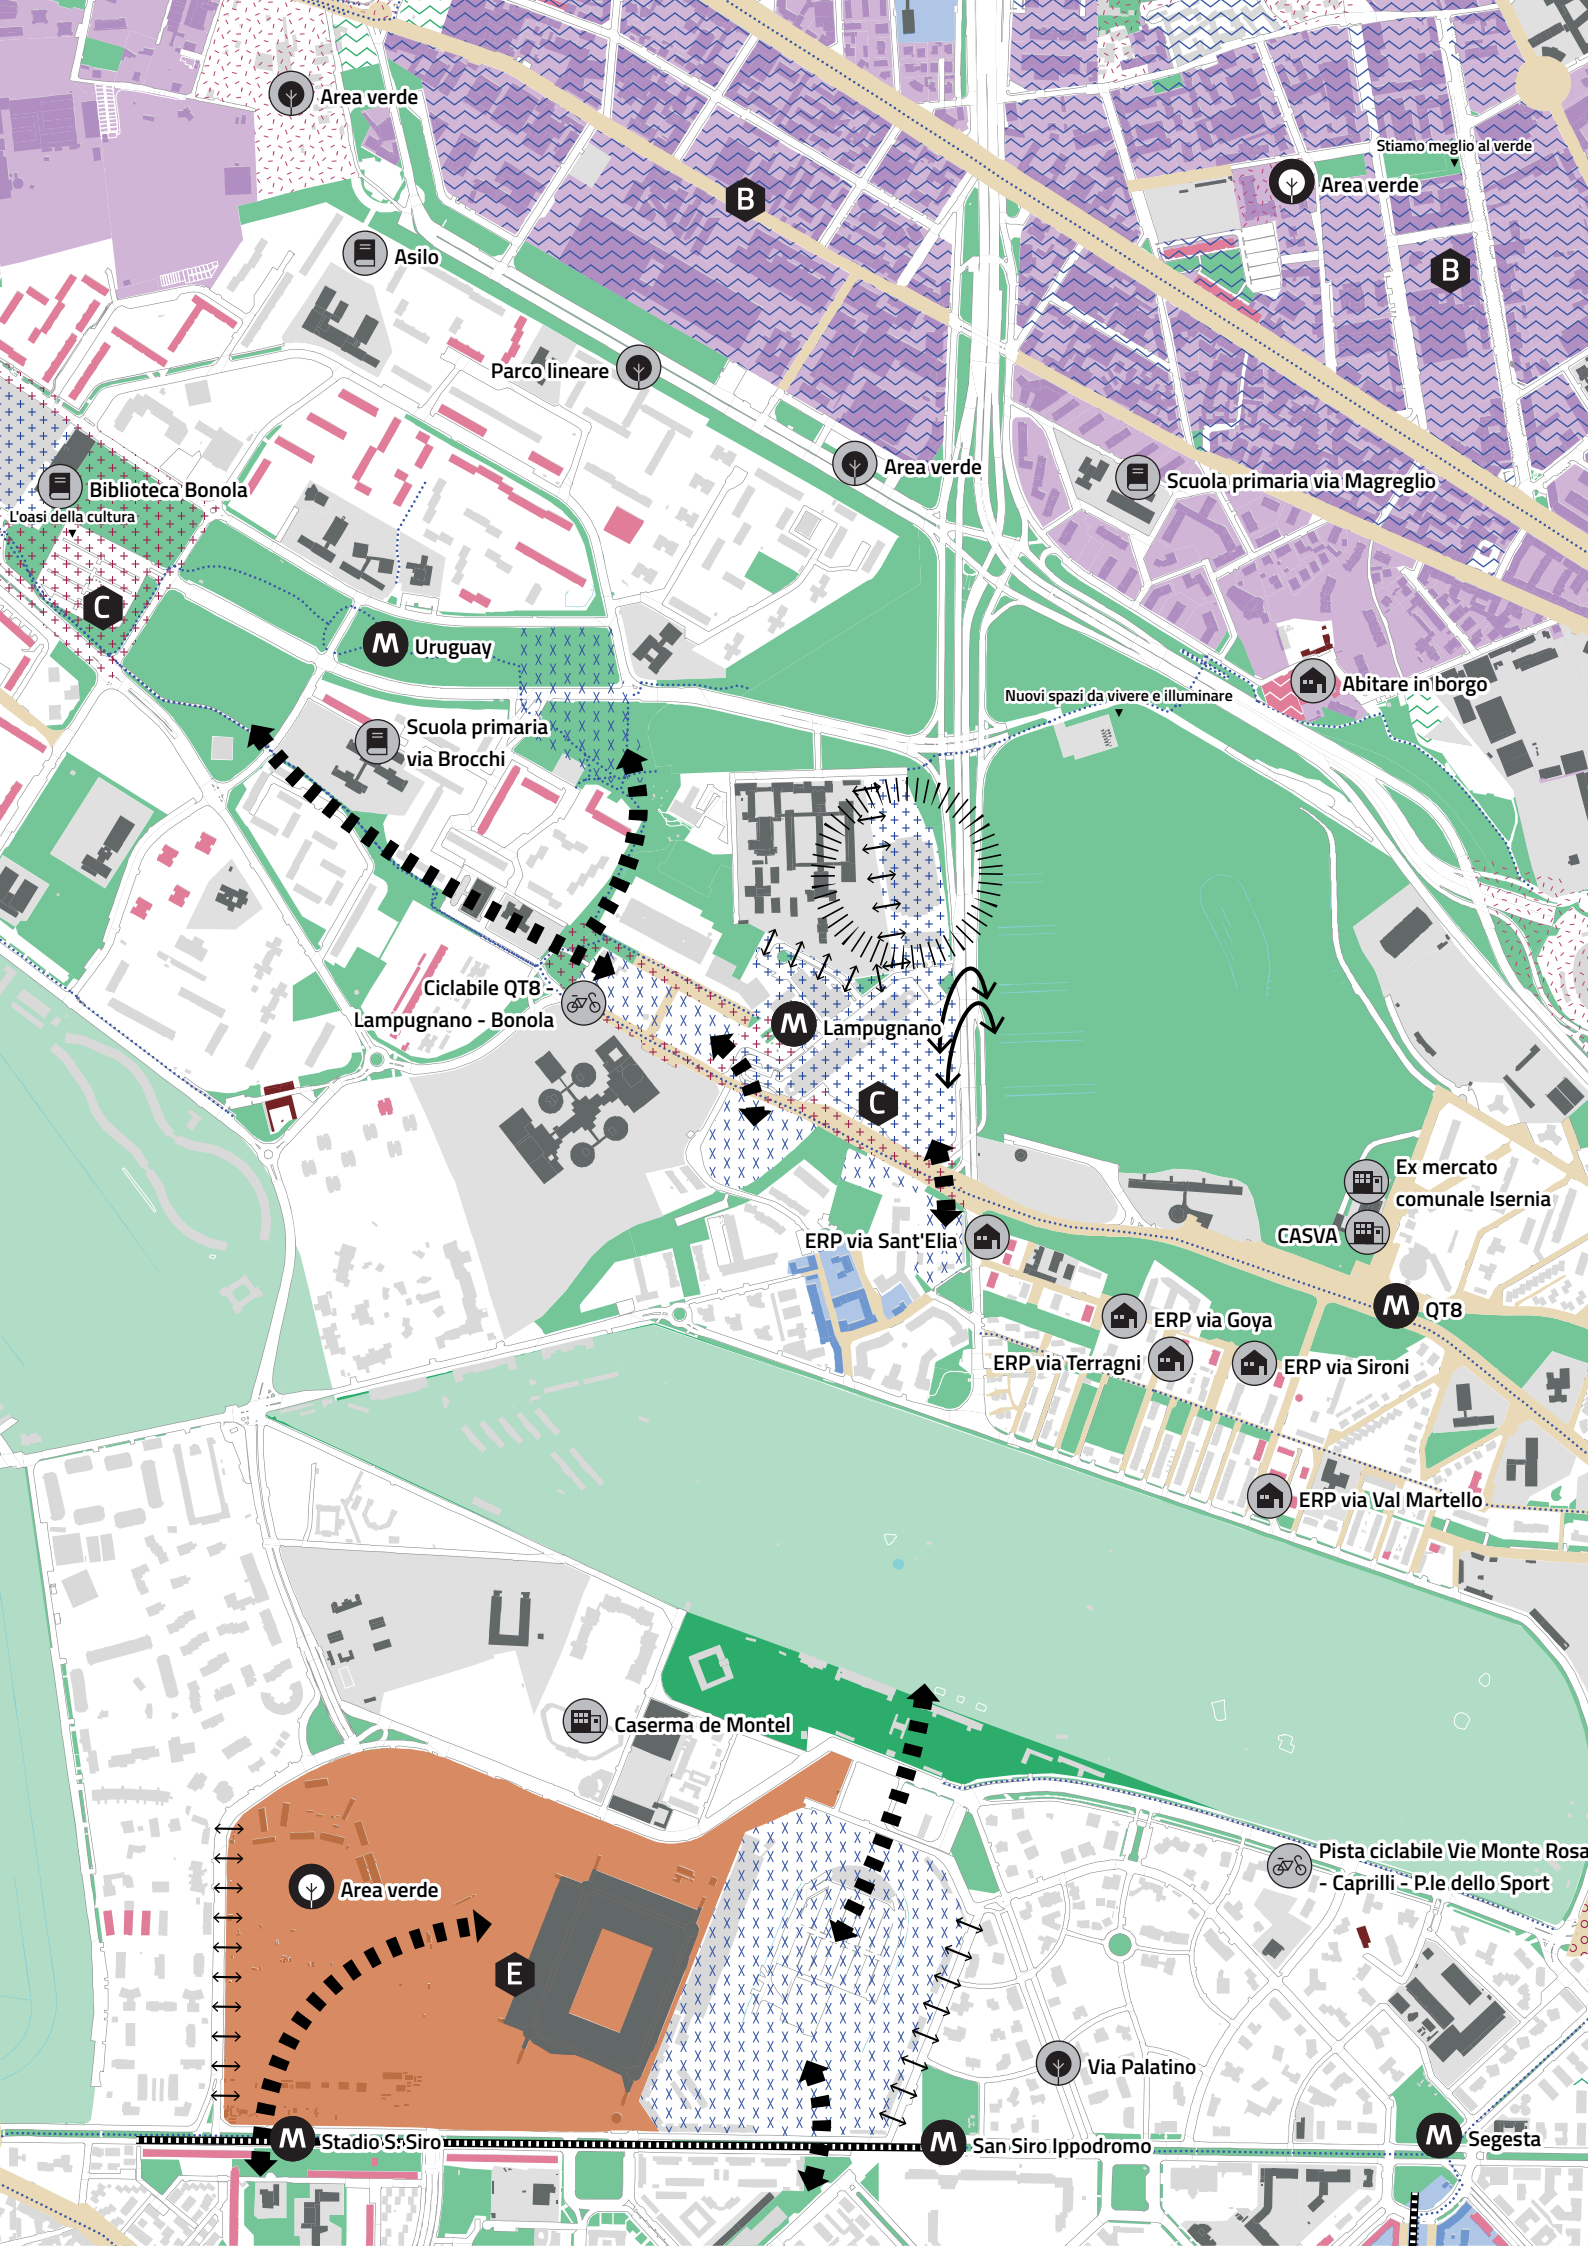 Area verde
Stiamo meglio al verde
Area verde
B
B
Asilo
Parco lineare
Area verde
Scuola primaria via Magreglio
Biblioteca Bonola
L'oasi della cultura
C
M
Uruguay
Abitare in borgo
Nuovi spazi da vivere e illuminare
Scuola primaria
via Brocchi
Ciclabile QT8 -
Lampugnano - Bonola
M
Lampugnano
C
Ex mercato
comunale Isernia
CASVA
ERP via Sant'Elia
M
QT8
ERP via Goya
ERP via Terragni
ERP via Sironi
ERP via Val Martello
Caserma de Montel
Pista ciclabile Vie Monte Rosa
- Caprilli - P.le dello Sport
Area verde
E
Via Palatino
M
Stadio S. Siro
M
San Siro Ippodromo
M
Segesta